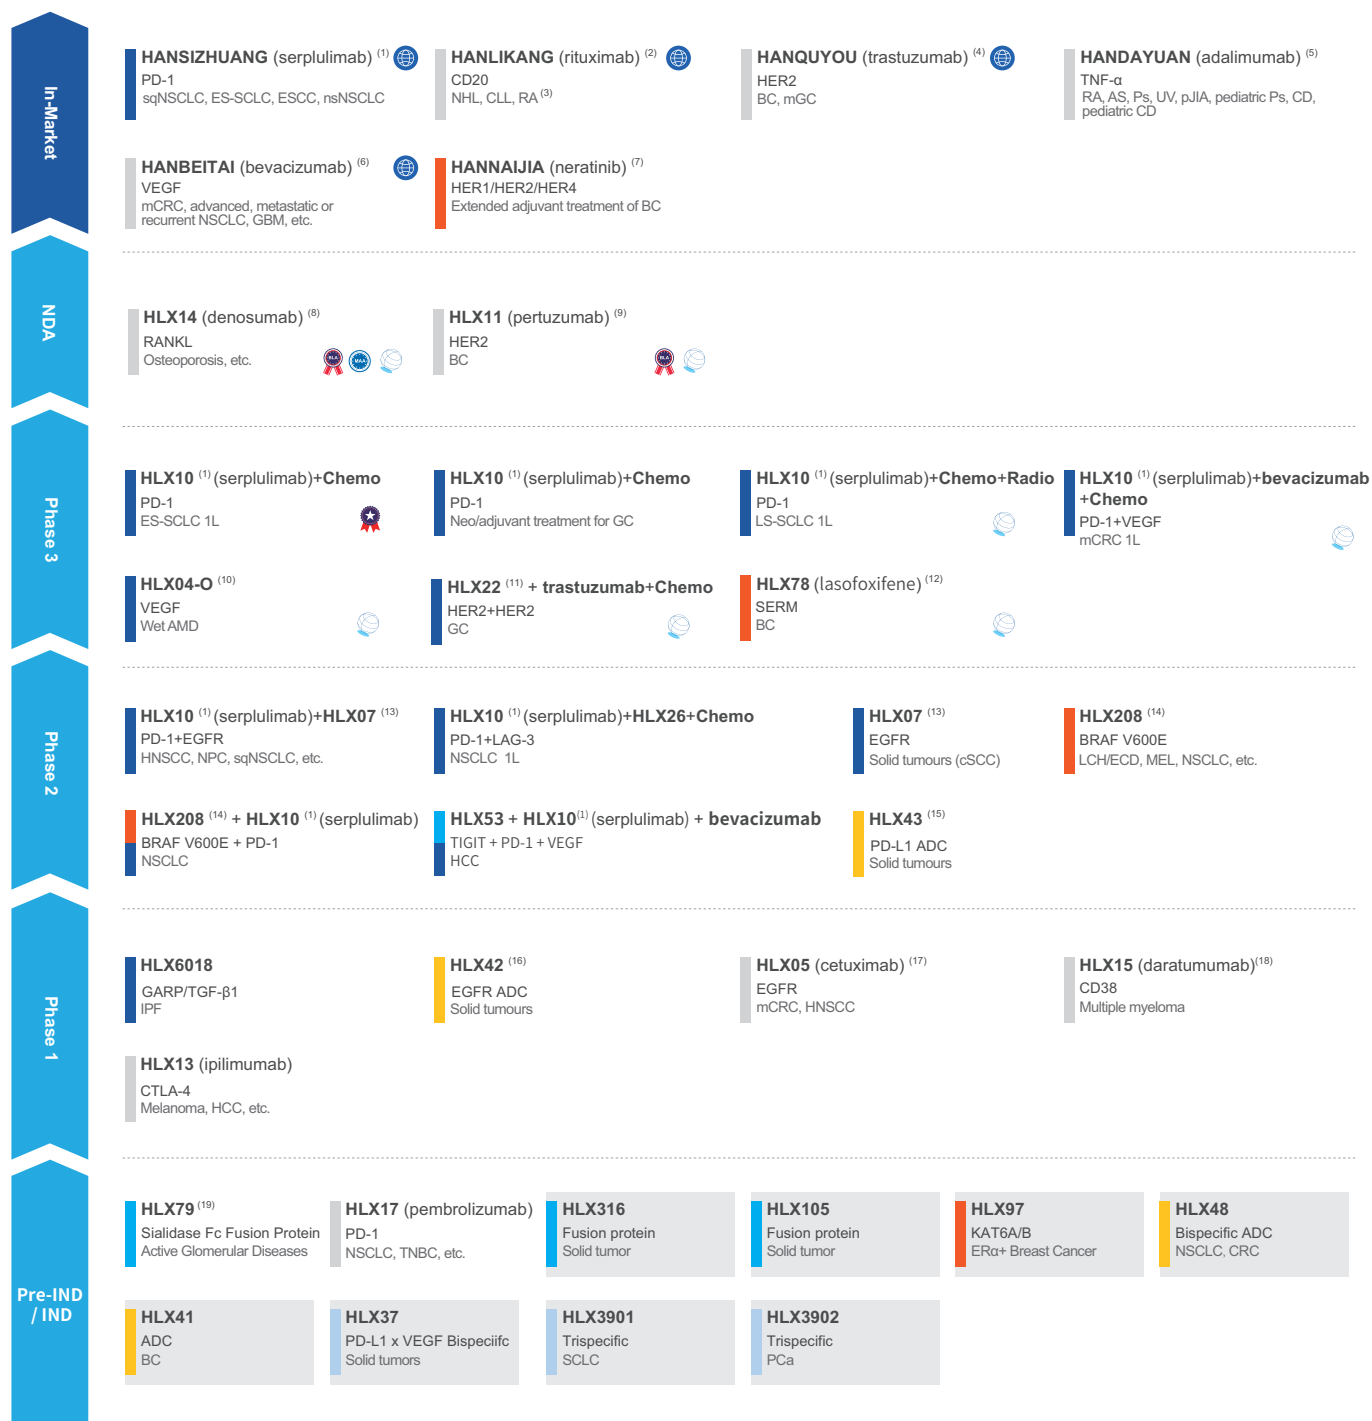 In-Market
HANSIZHUANG (serplulimab) (1)
PD-1
sqNSCLC, ES-SCLC, ESCC, nsNSCLC
HANLIKANG (rituximab) (2)
CD20
NHL, CLL, RA (3)
HANQUYOU (trastuzumab) (4)
HER2
BC, mGC
HANDAYUAN (adalimumab) (5)
TNF-α
RA, AS, Ps, UV, pJIA, pediatric Ps, CD,
pediatric CD
HANBEITAI (bevacizumab) (6)
VEGF
mCRC, advanced, metastatic or
recurrent NSCLC, GBM, etc.
HANNAIJIA (neratinib) (7)
HER1/HER2/HER4
Extended adjuvant treatment of BC
NDA
HLX14 (denosumab) (8)
RANKL
Osteoporosis, etc.
BLA
MAA
HLX11 (pertuzumab) (9)
HER2
BC
BLA
Phase 3
HLX10 (1) (serplulimab)+Chemo
PD-1
ES-SCLC 1L
HLX10 (1) (serplulimab)+Chemo
PD-1
Neo/adjuvant treatment for GC
HLX10 (1) (serplulimab)+Chemo+Radio
PD-1
LS-SCLC 1L
HLX10 (1) (serplulimab)+bevacizumab
+Chemo
PD-1+VEGF
mCRC 1L
HLX04-O (10)
VEGF
Wet AMD
HLX22 (11) + trastuzumab+Chemo
HER2+HER2
GC
HLX78 (lasofoxifene) (12)
SERM
BC
Phase 2
HLX10 (1) (serplulimab)+HLX07 (13)
PD-1+EGFR
HNSCC, NPC, sqNSCLC, etc.
HLX10 (1) (serplulimab)+HLX26+Chemo
PD-1+LAG-3
NSCLC 1L
HLX07 (13)
EGFR
Solid tumours (cSCC)
HLX208 (14)
BRAF V600E
LCH/ECD, MEL, NSCLC, etc.
HLX208 (14) + HLX10 (1) (serplulimab)
BRAF V600E + PD-1
NSCLC
HLX53 + HLX10(1) (serplulimab) + bevacizumab
TIGIT + PD-1 + VEGF
HCC
HLX43 (15)
PD-L1 ADC
Solid tumours
Phase 1
HLX6018
GARP/TGF-β1
IPF
HLX42 (16)
EGFR ADC
Solid tumours
HLX05 (cetuximab) (17)
EGFR
mCRC, HNSCC
HLX15 (daratumumab)(18)
CD38
Multiple myeloma
HLX13 (ipilimumab)
CTLA-4
Melanoma, HCC, etc.
Pre-IND
/ IND
HLX79 (19)
Sialidase Fc Fusion Protein
Active Glomerular Diseases
HLX17 (pembrolizumab)
PD-1
NSCLC, TNBC, etc.
HLX316
Fusion protein
Solid tumor
HLX105
Fusion protein
Solid tumor
HLX97
KAT6A/B
ERα+ Breast Cancer
HLX48
Bispecific ADC
NSCLC, CRC
HLX41
ADC
BC
HLX37
PD-L1 x VEGF Bispeciifc
Solid tumors
HLX3901
Trispecific
SCLC
HLX3902
Trispecific
PCa